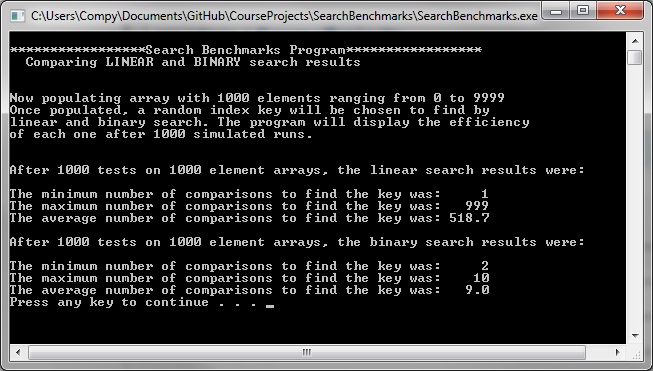 C:\Users\Compy\Documents\GitHub\CourseProjects\SearchBenchmarks\SearchBenchmarks.exe
*****************Search Benchmarks Program*****************
  Comparing LINEAR and BINARY search results
Now populating array with 1000 elements ranging from 0 to 9999
Once populated, a random index key will be chosen to find by
linear and binary search. The program will display the efficiency
of each one after 1000 simulated runs.
After 1000 tests on 1000 element arrays, the linear search results were:
The minimum number of comparisons to find the key was:     1
The maximum number of comparisons to find the key was:   999
The average number of comparisons to find the key was: 518.7
After 1000 tests on 1000 element arrays, the binary search results were:
The minimum number of comparisons to find the key was:     2
The maximum number of comparisons to find the key was:    10
The average number of comparisons to find the key was:   9.0
Press any key to continue . . . _